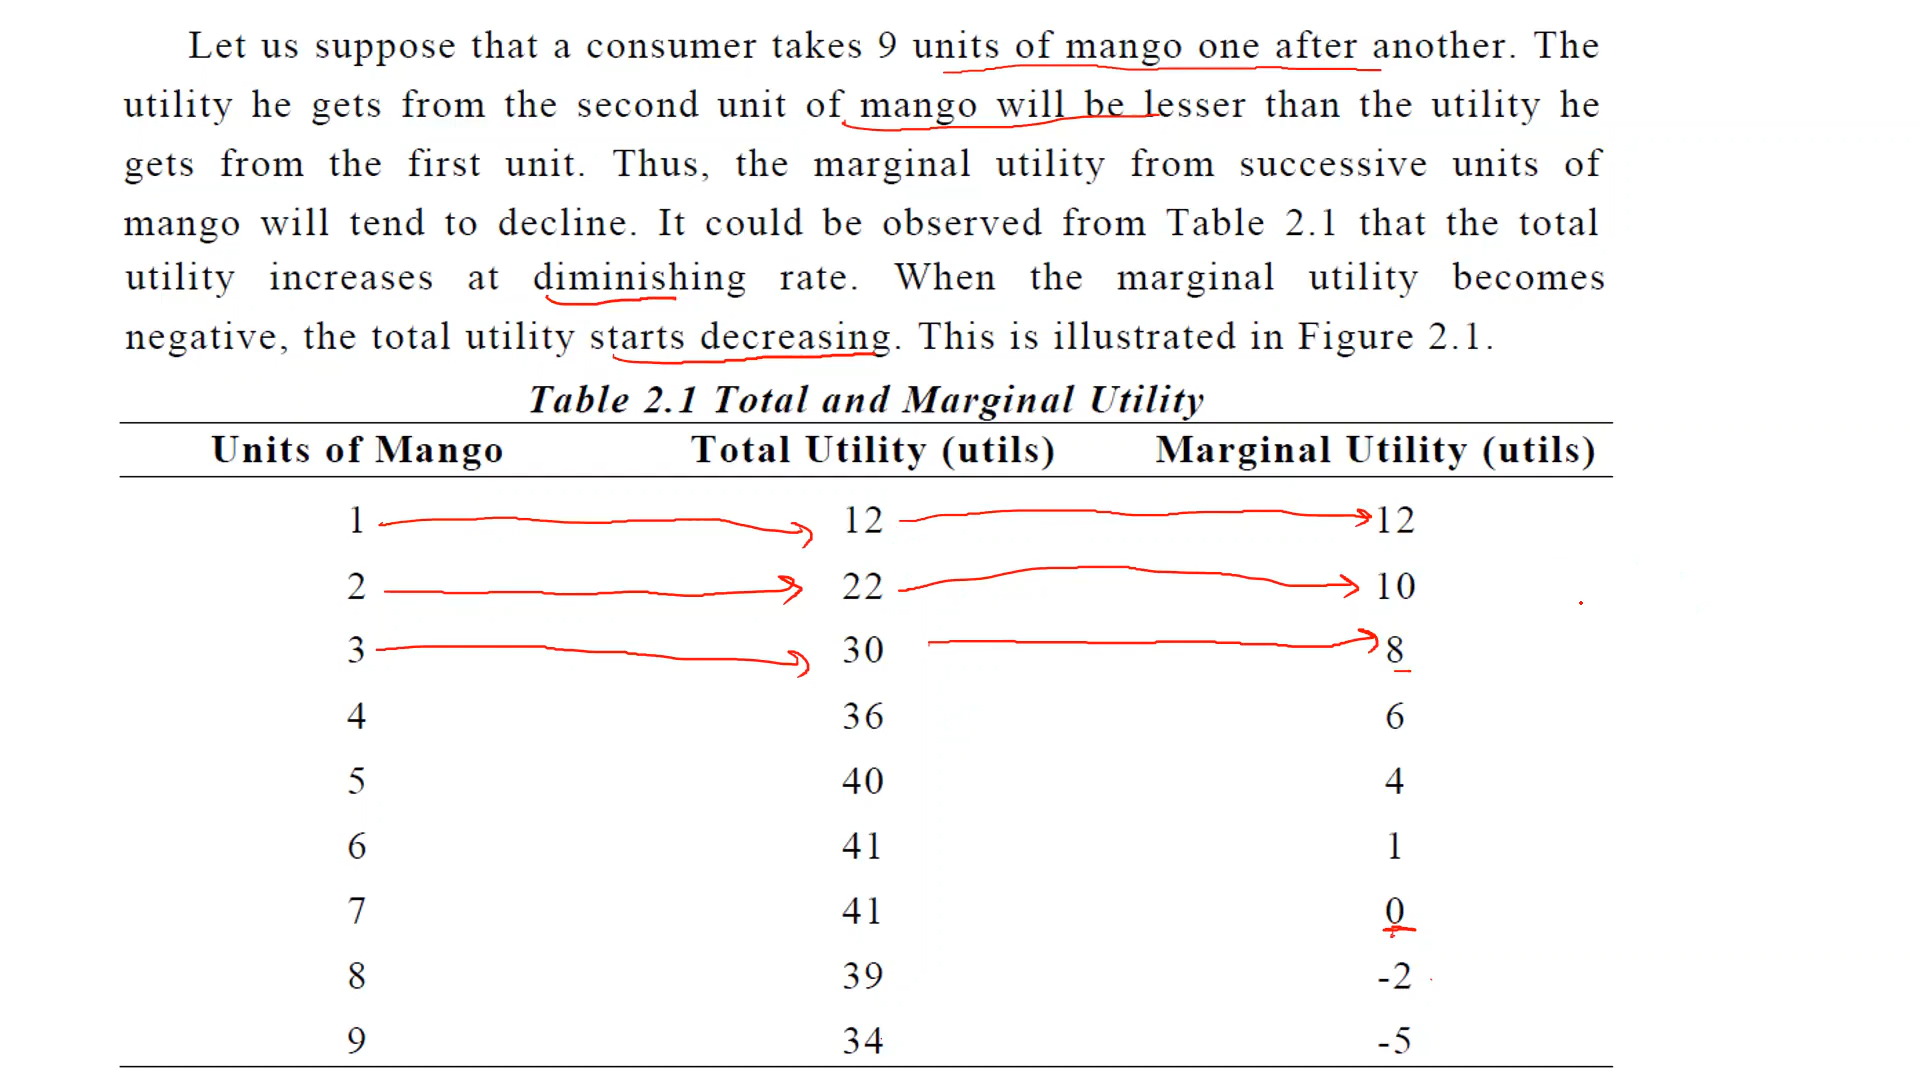 Let us suppose that a consumer takes 9 units of mango one after another. The
utility he gets from the second unit of mango will be lesser than the utility he
gets from the first unit. Thus, the marginal utility from successive units of
mango will tend to decline. It could be observed from Table 2.1 that the total
utility increases at diminishing rate. When the marginal utility becomes
negative, the total utility starts decreasing. This is illustrated in Figure 2.1.
Table 2.1 Total and Marginal Utility
Units of Mango Total Utility (utils) Marginal Utility (utils)
1 12 12
2 22 10
3 30 8
4 36 6
5 40 4
6 41 1
7 41 0
8 39 -2
9 34 -5